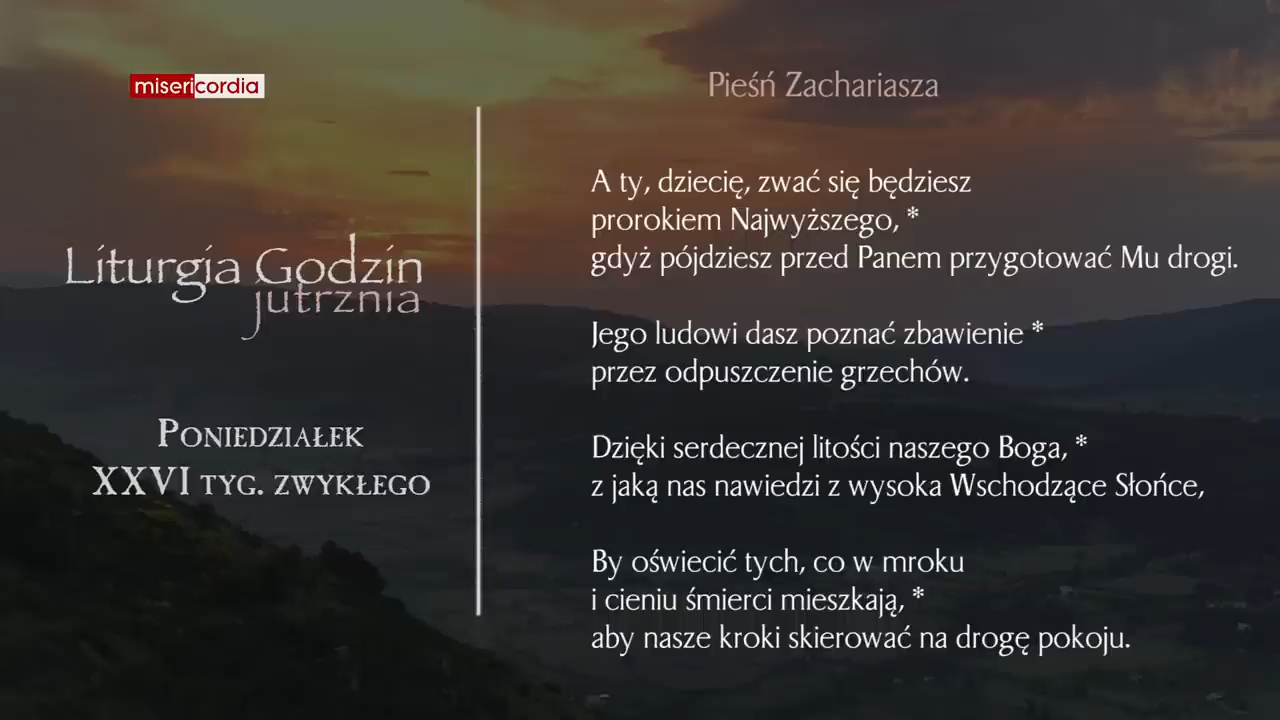 misericordia
Liturgia Godzin
jutrznia
Poniedziałek
XXVI tyg. zwykłego
Pieśń Zachariasza
A ty, dziecię, zwać się będziesz
prorokiem Najwyższego, *
gdyż pójdziesz przed Panem przygotować Mu drogi.
Jego ludowi dasz poznać zbawienie *
przez odpuszczenie grzechów.
Dzięki serdecznej litości naszego Boga, *
z jaką nas nawiedzi z wysoka Wschodzące Słońce,
By oświecić tych, co w mroku
i cieniu śmierci mieszkają, *
aby nasze kroki skierować na drogę pokoju.